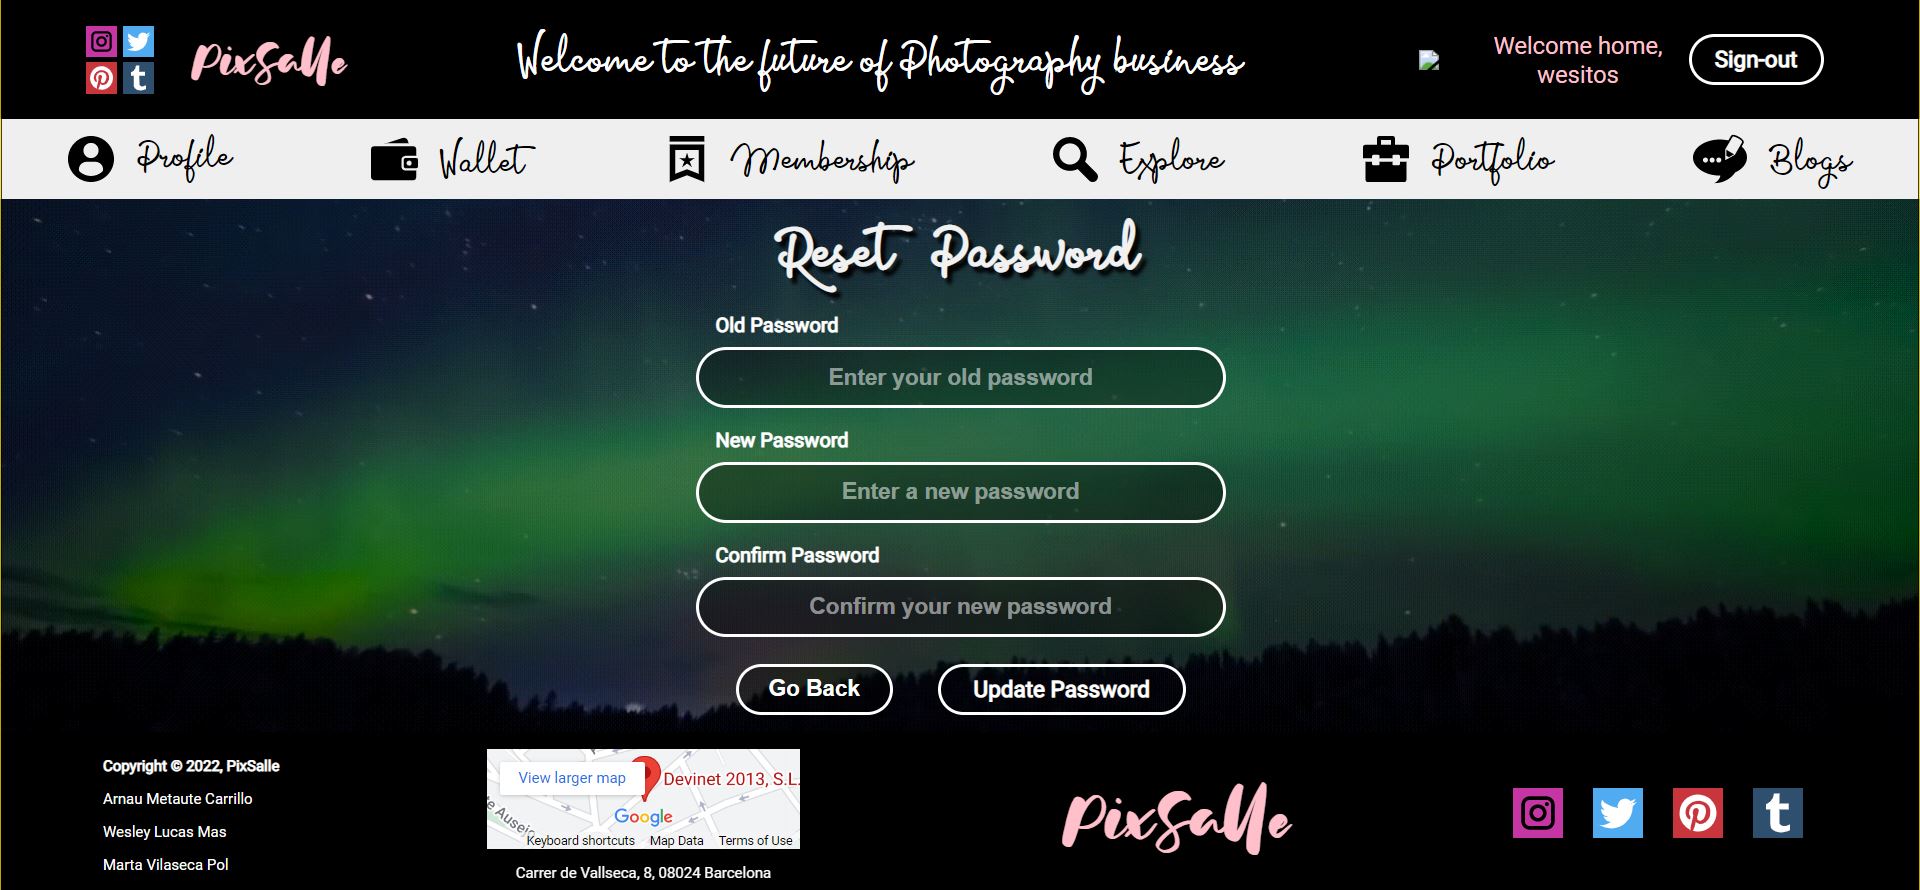 PixSalle
Welcome to the future of Photography business
Welcome home,
wesitos
Sign-out
Profile
Wallet
Membership
Explore
Portfolio
Blogs
Reset Password
Old Password
Enter your old password
New Password
Enter a new password
Confirm Password
Confirm your new password
Go Back
Update Password
Copyright © 2022, PixSalle
Arnau Metaute Carrillo
Wesley Lucas Mas
Marta Vilaseca Pol
View larger map
Devinet 2013, S.L.
Google
Keyboard shortcuts
Map Data
Terms of Use
Carrer de Vallseca, 8, 08024 Barcelona
PixSalle